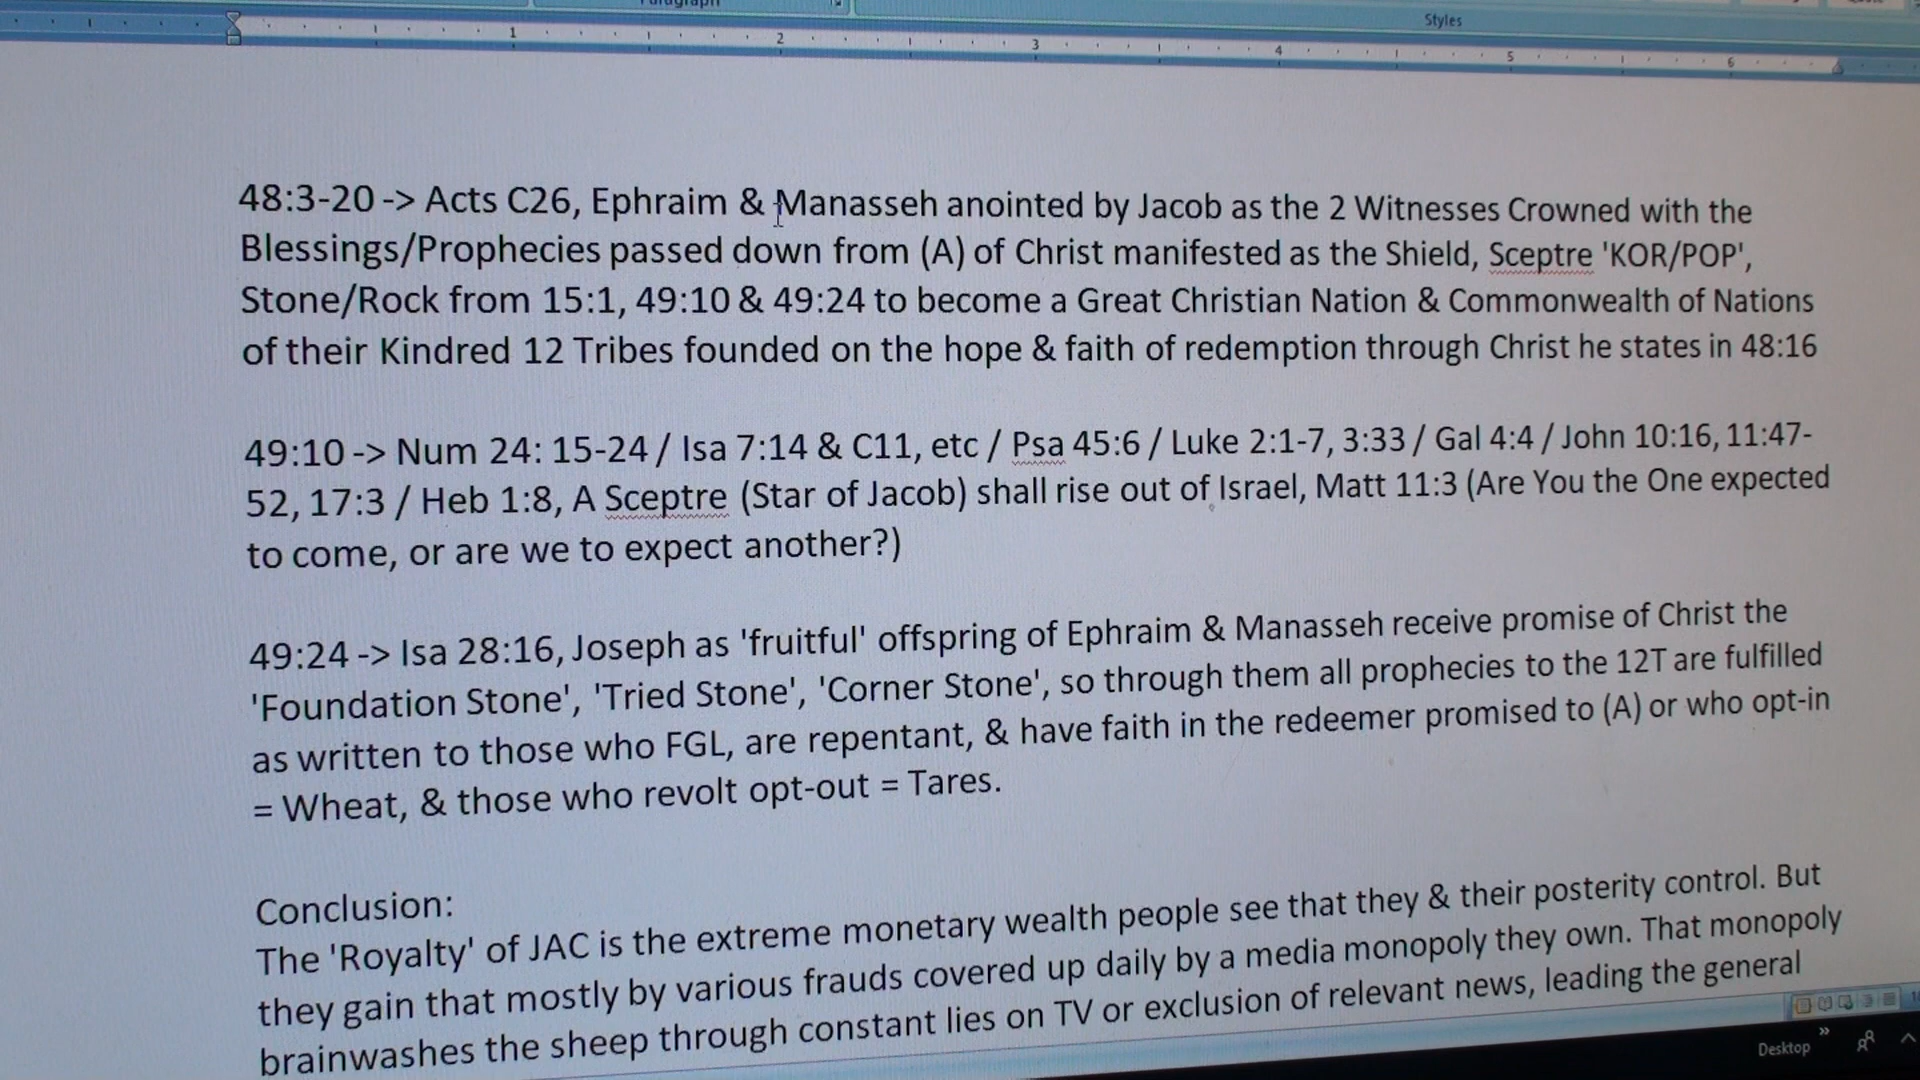 Paragraph
Styles
1 2 3 4 5 6
48:3-20 -> Acts C26, Ephraim & Manasseh anointed by Jacob as the 2 Witnesses Crowned with the
Blessings/Prophecies passed down from (A) of Christ manifested as the Shield, Sceptre 'KOR/POP',
Stone/Rock from 15:1, 49:10 & 49:24 to become a Great Christian Nation & Commonwealth of Nations
of their Kindred 12 Tribes founded on the hope & faith of redemption through Christ he states in 48:16
49:10 -> Num 24: 15-24 / Isa 7:14 & C11, etc / Psa 45:6 / Luke 2:1-7, 3:33 / Gal 4:4 / John 10:16, 11:47-
52, 17:3 / Heb 1:8, A Sceptre (Star of Jacob) shall rise out of Israel, Matt 11:3 (Are You the One expected
to come, or are we to expect another?)
49:24 -> Isa 28:16, Joseph as 'fruitful' offspring of Ephraim & Manasseh receive promise of Christ the
'Foundation Stone', 'Tried Stone', 'Corner Stone', so through them all prophecies to the 12T are fulfilled
as written to those who FGL, are repentant, & have faith in the redeemer promised to (A) or who opt-in
= Wheat, & those who revolt opt-out = Tares.
Conclusion:
The 'Royalty' of JAC is the extreme monetary wealth people see that they & their posterity control. But
they gain that mostly by various frauds covered up daily by a media monopoly they own. That monopoly
brainwashes the sheep through constant lies on TV or exclusion of relevant news, leading the general
Desktop